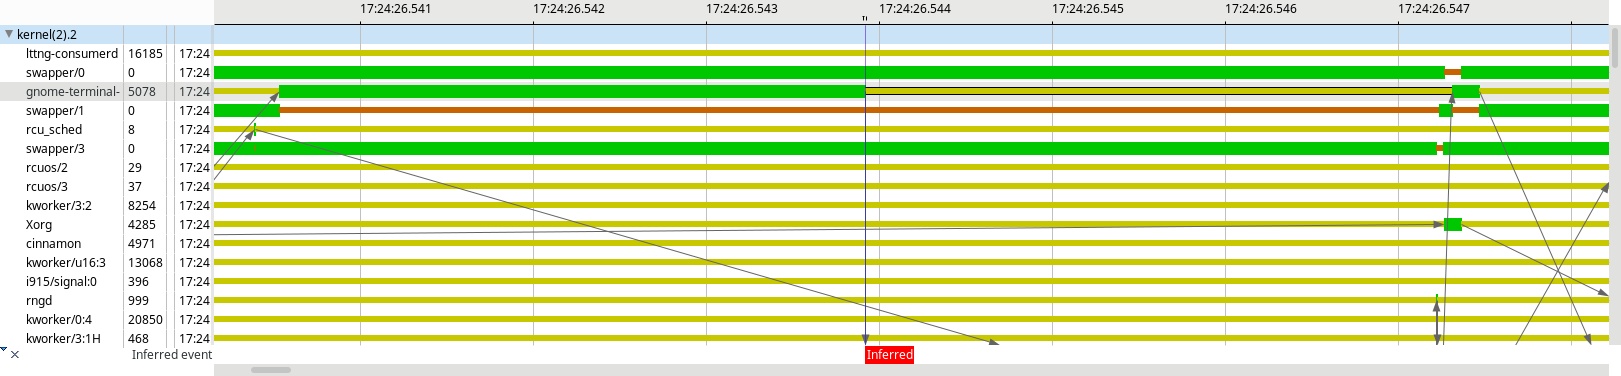 17:24:26.541 17:24:26.542 17:24:26.543 17:24:26.544 17:24:26.545 17:24:26.546 17:24:26.547
kernel(2).2
lttng-consumerd 16185 17:24
swapper/0 0 17:24
gnome-terminal- 5078 17:24
swapper/1 0 17:24
rcu_sched 8 17:24
swapper/3 0 17:24
rcuos/2 29 17:24
rcuos/3 37 17:24
kworker/3:2 8254 17:24
Xorg 4285 17:24
cinnamon 4971 17:24
kworker/u16:3 13068 17:24
i915/signal:0 396 17:24
rngd 999 17:24
kworker/0:4 20850 17:24
kworker/3:1H 468 17:24
Inferred event Inferred